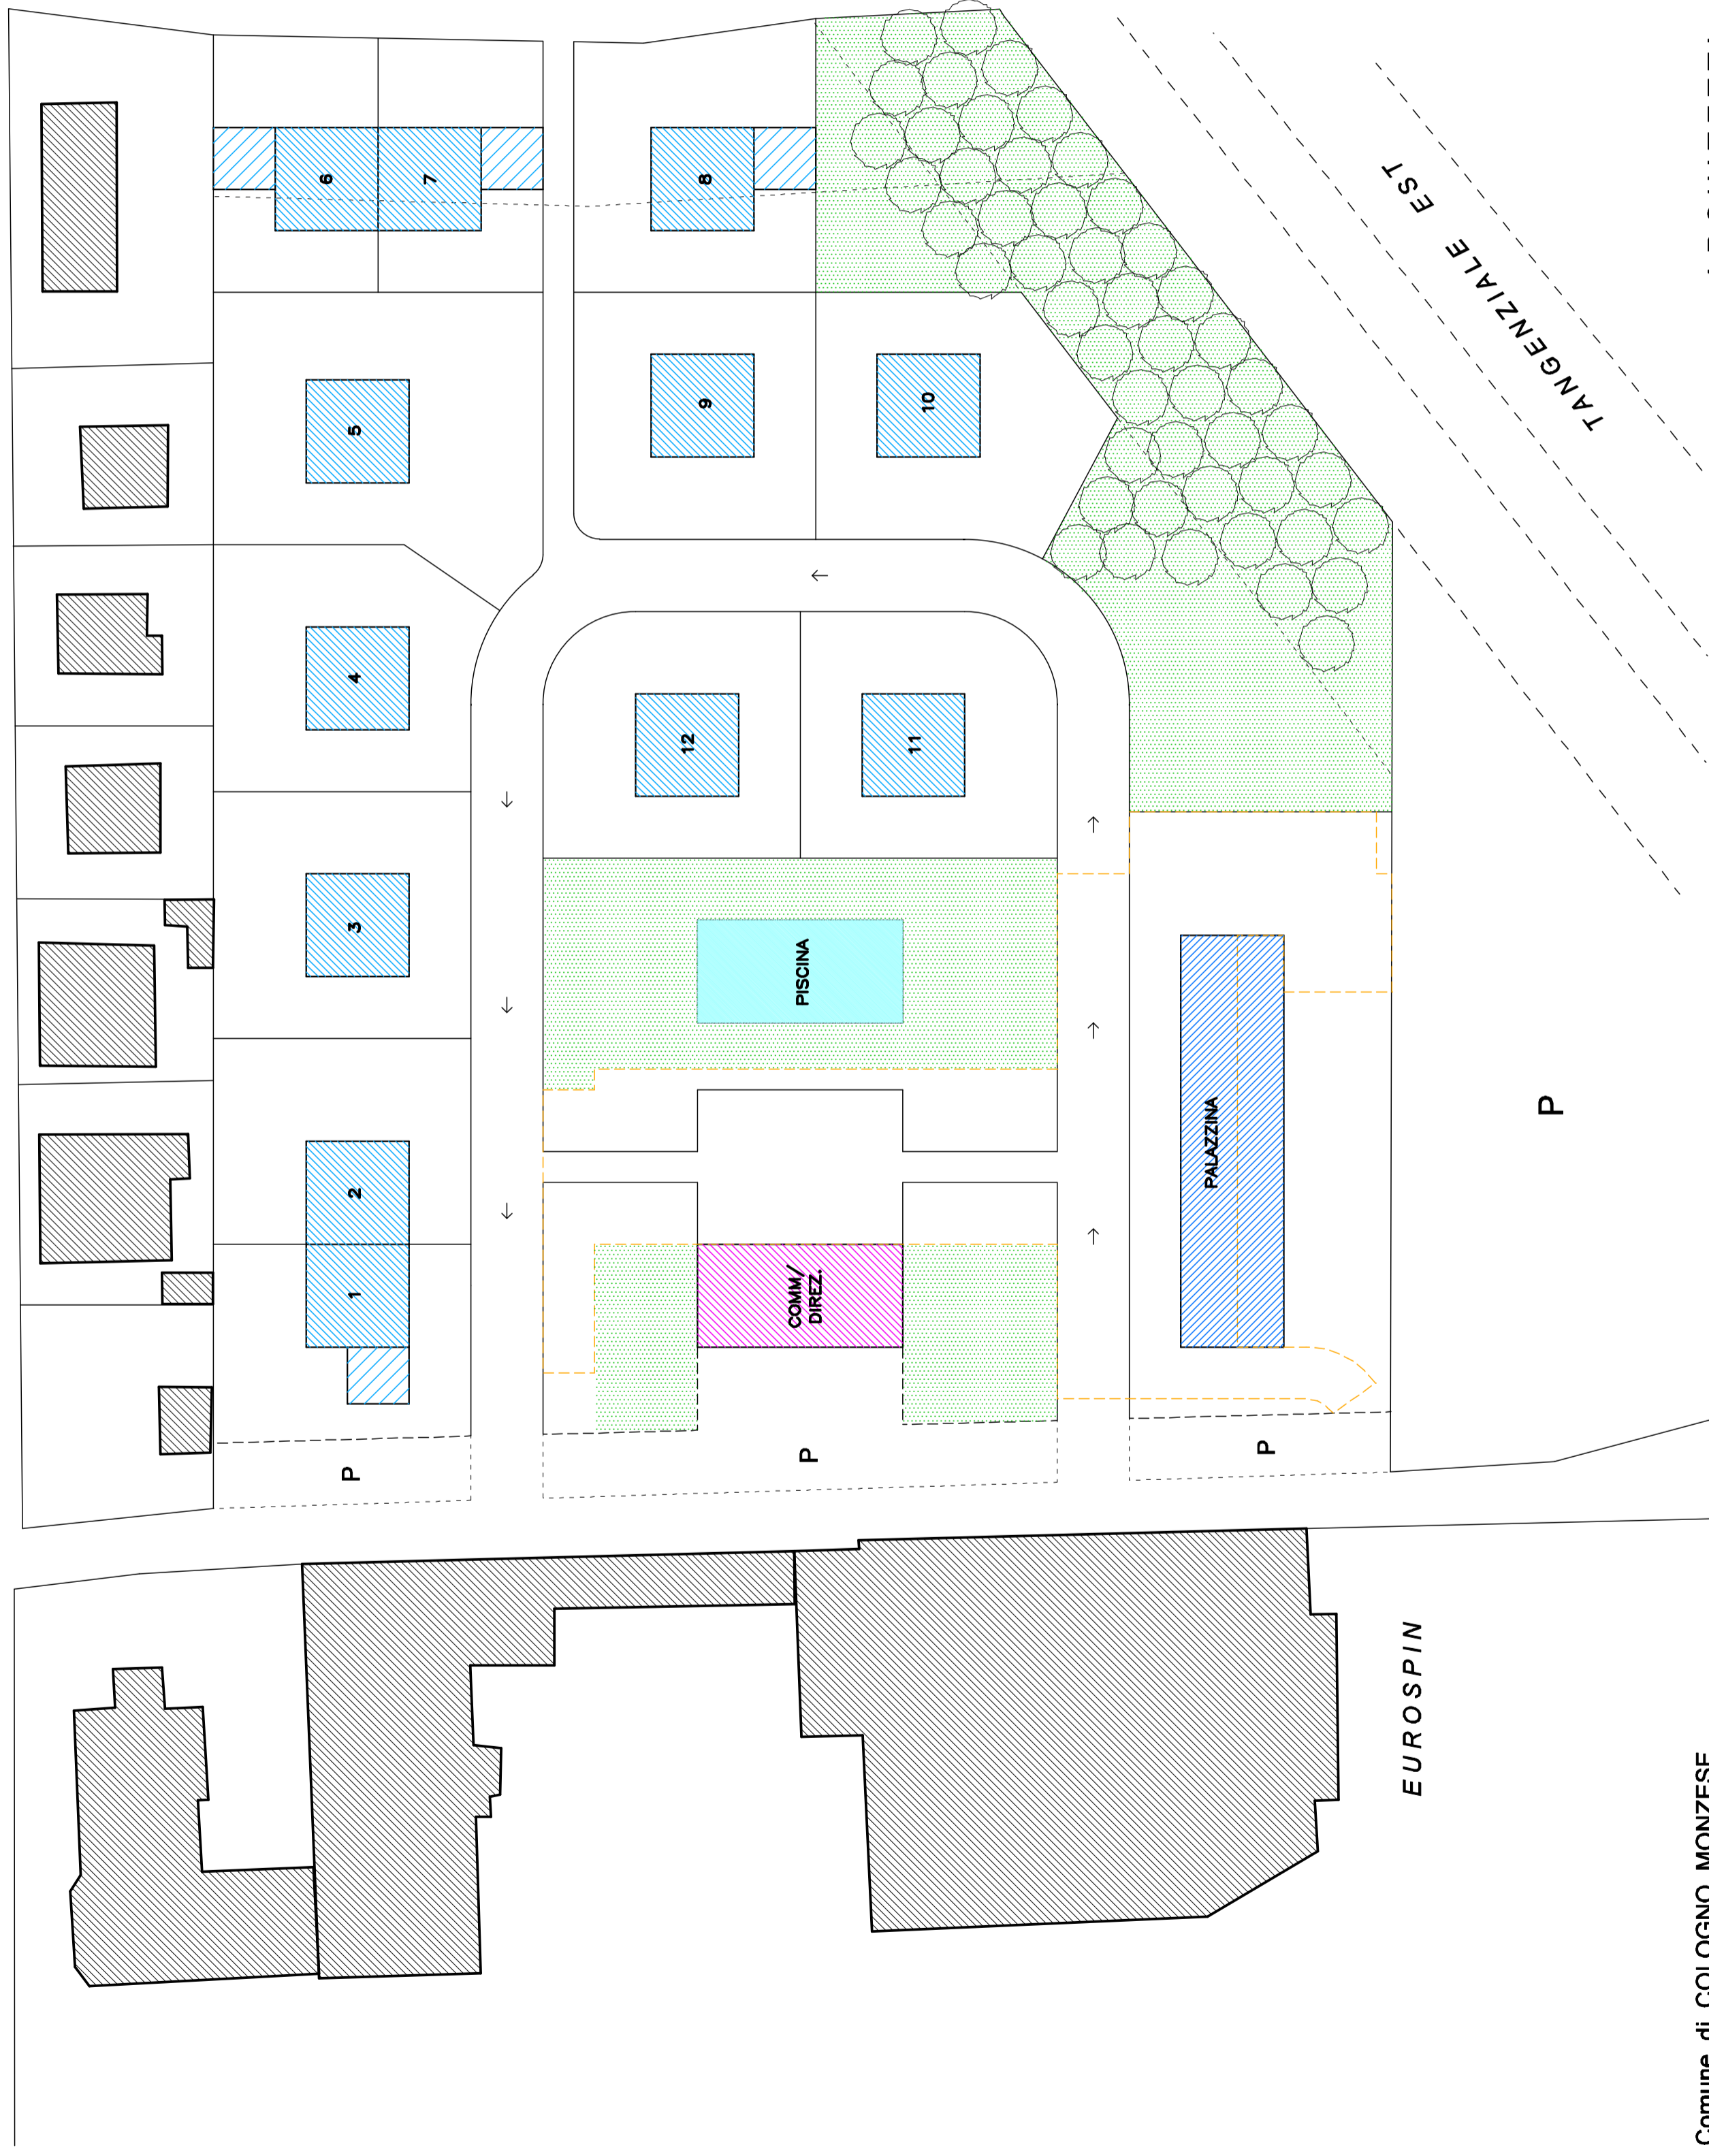 6
7
8
5
9
10
4
12
11
3
PISCINA
2
1
COMM/
DIREZ.
PALAZZINA
P
P
P
P
TANGENZIALE EST
EUROSPIN
Comune di COLOGNO MONZESE